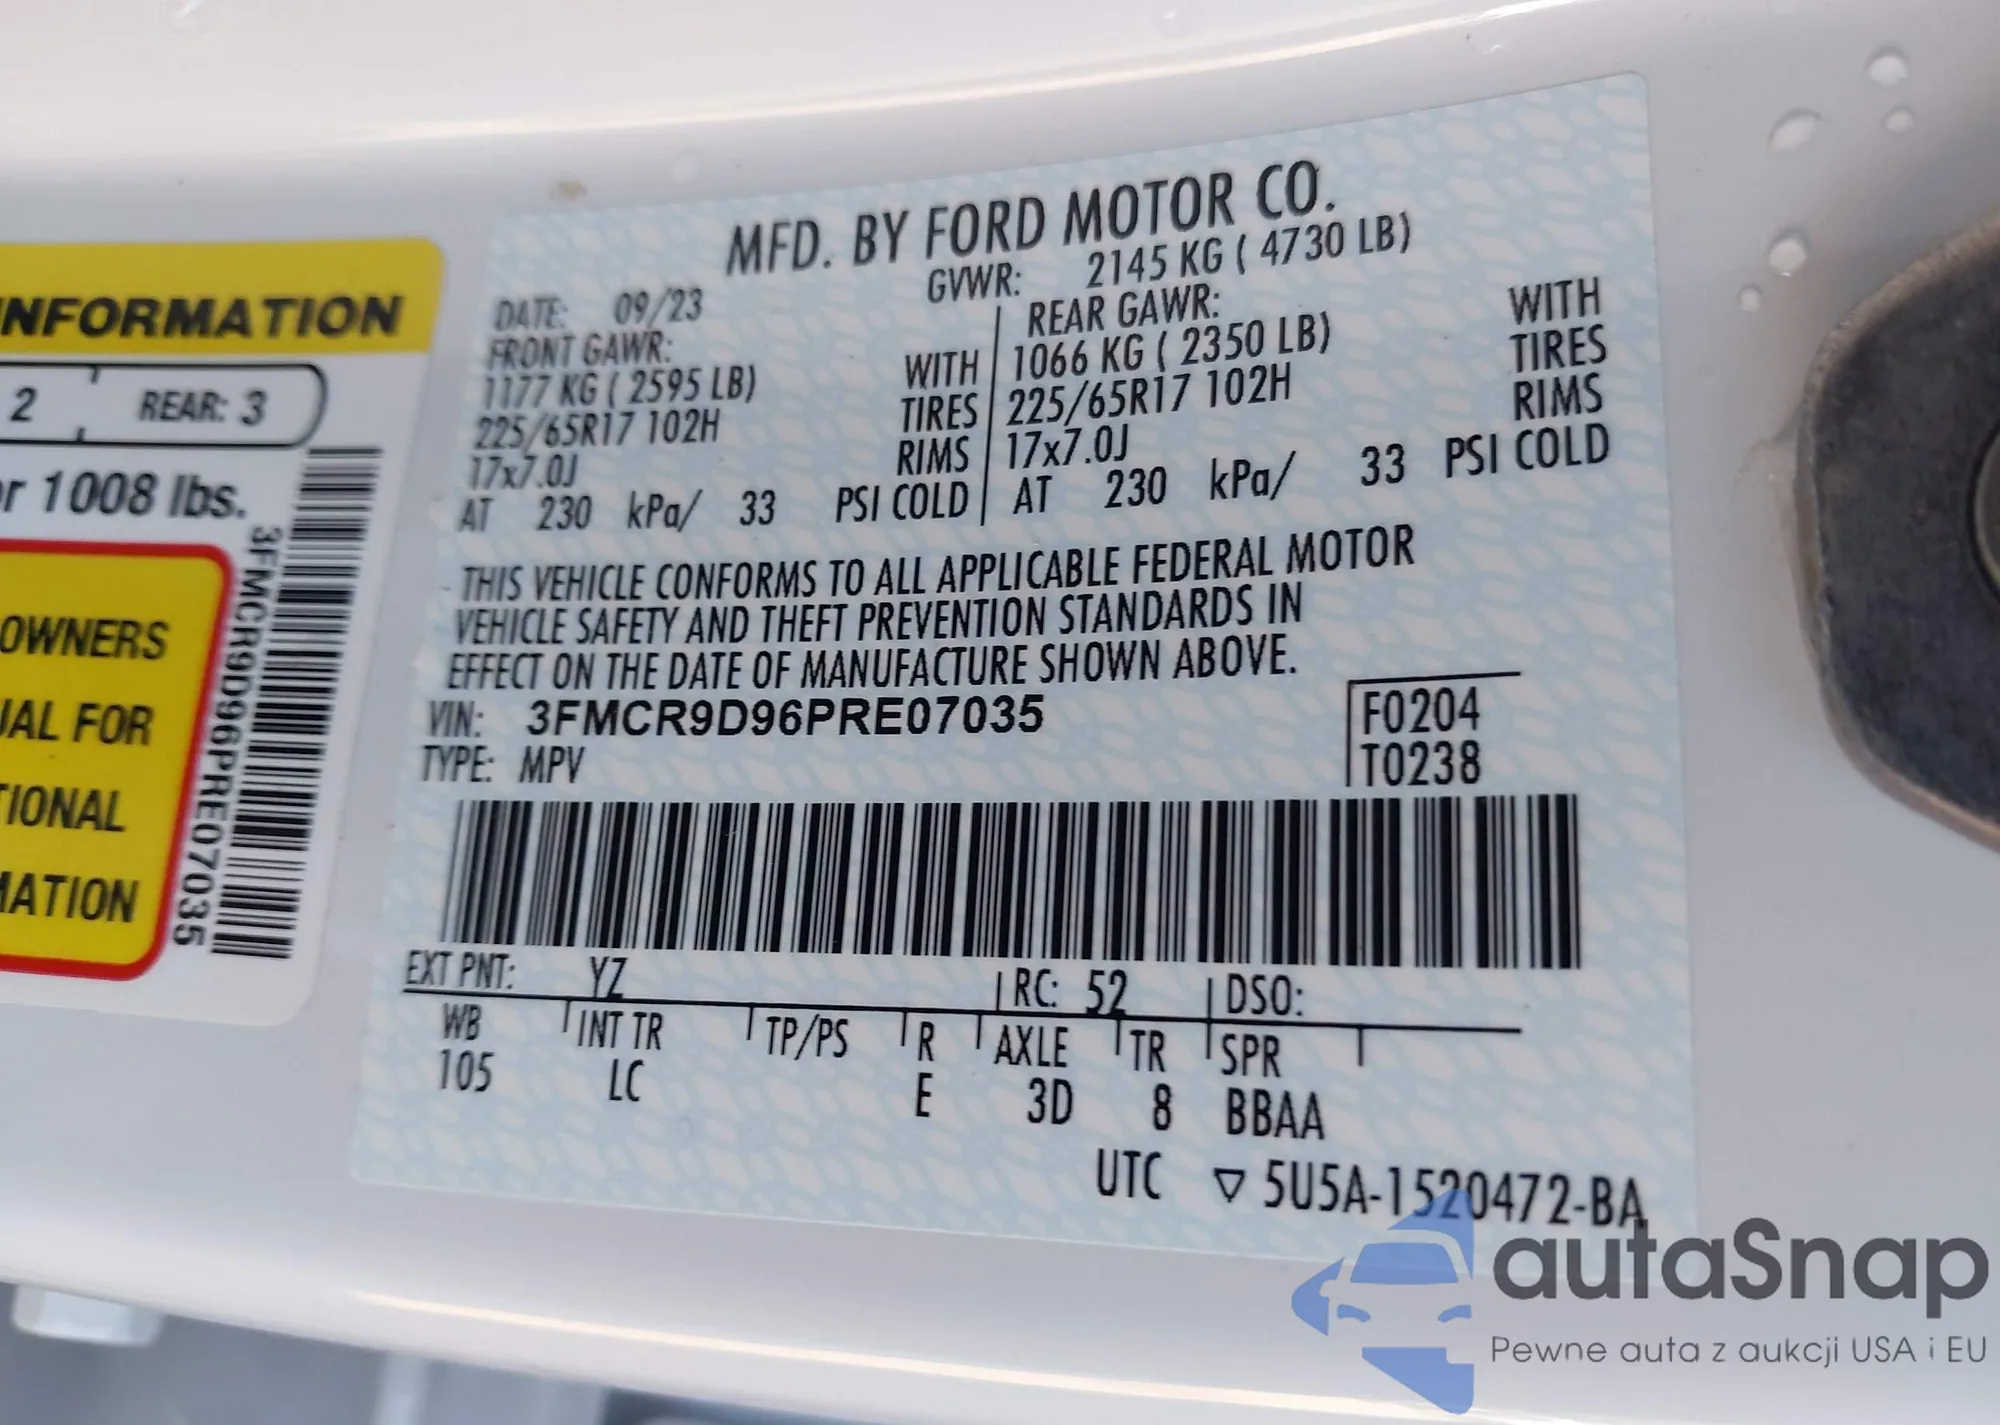 INFORMATION
2 REAR: 3
or 1008 lbs.
OWNERS
UAL FOR
TIONAL
MATION
3FMCR9D96PRE07035
MFD. BY FORD MOTOR CO.
DATE: 09/23 GVWR: 2145 KG ( 4730 LB)
FRONT GAWR: REAR GAWR:
1177 KG ( 2595 LB) WITH 1066 KG ( 2350 LB) WITH
225/65R17 102H TIRES 225/65R17 102H TIRES
17x7.0J RIMS 17x7.0J RIMS
AT 230 kPa/ 33 PSI COLD AT 230 kPa/ 33 PSI COLD
THIS VEHICLE CONFORMS TO ALL APPLICABLE FEDERAL MOTOR
VEHICLE SAFETY AND THEFT PREVENTION STANDARDS IN
EFFECT ON THE DATE OF MANUFACTURE SHOWN ABOVE.
VIN: 3FMCR9D96PRE07035 F0204
TYPE: MPV T0238
EXT PNT: YZ RC: 52 DSO:
WB INT TR TP/PS R AXLE TR SPR
105 LC E 3D 8 BBAA
UTC ▽ 5U5A-1520472-BA
autaSnap
Pewne auta z aukcji USA i EU